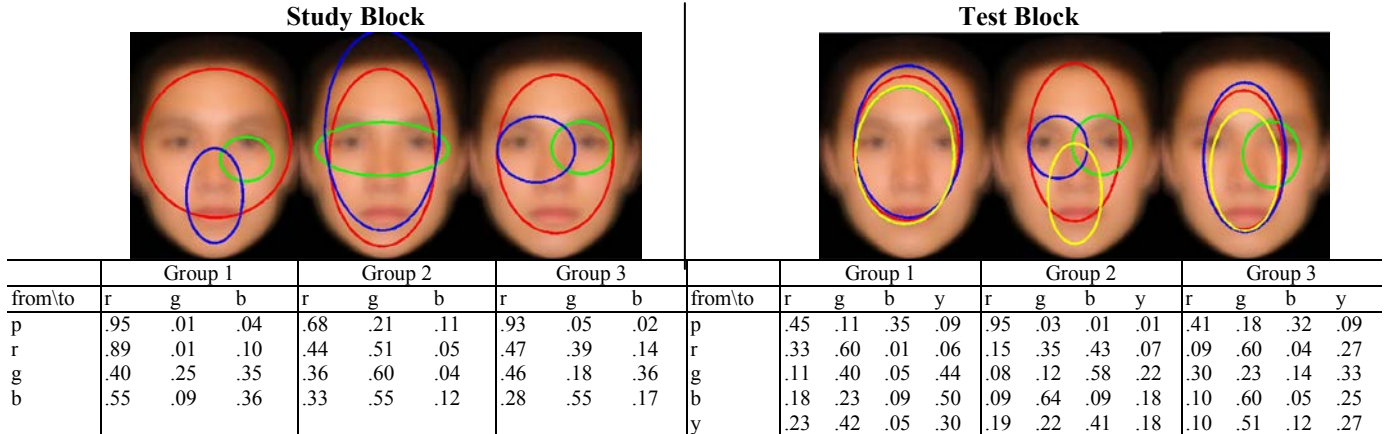 Study Block Test Block
Group 1 Group 2 Group 3 Group 1 Group 2 Group 3
from\to r g b r g b r g b from\to r g b y r g b y r g b y
p .95 .01 .04 .68 .21 .11 .93 .05 .02 p .45 .11 .35 .09 .95 .03 .01 .01 .41 .18 .32 .09
r .89 .01 .10 .44 .51 .05 .47 .39 .14 r .33 .60 .01 .06 .15 .35 .43 .07 .09 .60 .04 .27
g .40 .25 .35 .36 .60 .04 .46 .18 .36 g .11 .40 .05 .44 .08 .12 .58 .22 .30 .23 .14 .33
b .55 .09 .36 .33 .55 .12 .28 .55 .17 b .18 .23 .09 .50 .09 .64 .09 .18 .10 .60 .05 .25
y .23 .42 .05 .30 .19 .22 .41 .18 .10 .51 .12 .27